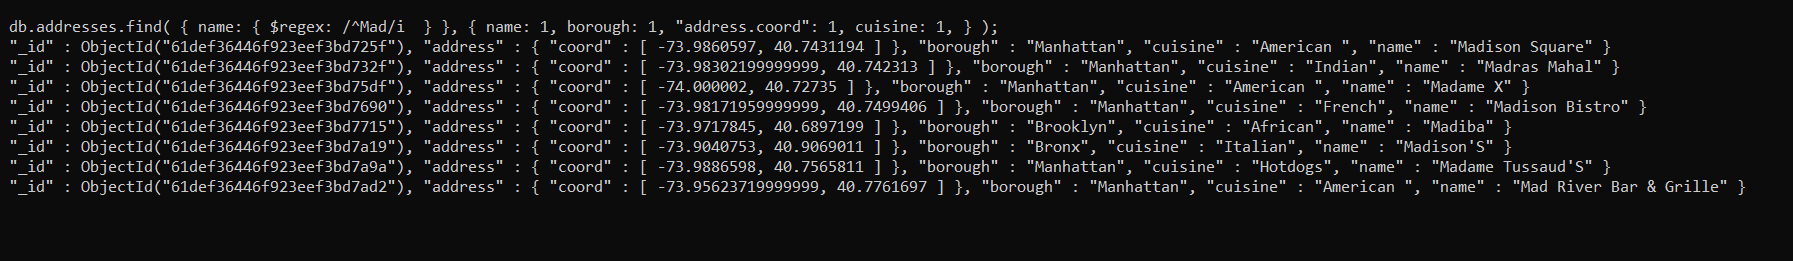 db.addresses.find( { name: { $regex: /^Mad/i  } }, { name: 1, borough: 1, "address.coord": 1, cuisine: 1, } );
"_id" : ObjectId("61def36446f923eef3bd725f"), "address" : { "coord" : [ -73.9860597, 40.7431194 ] }, "borough" : "Manhattan", "cuisine" : "American ", "name" : "Madison Square" }
"_id" : ObjectId("61def36446f923eef3bd732f"), "address" : { "coord" : [ -73.98302199999999, 40.742313 ] }, "borough" : "Manhattan", "cuisine" : "Indian", "name" : "Madras Mahal" }
"_id" : ObjectId("61def36446f923eef3bd75df"), "address" : { "coord" : [ -74.000002, 40.72735 ] }, "borough" : "Manhattan", "cuisine" : "American ", "name" : "Madame X" }
"_id" : ObjectId("61def36446f923eef3bd7690"), "address" : { "coord" : [ -73.98171959999999, 40.7499406 ] }, "borough" : "Manhattan", "cuisine" : "French", "name" : "Madison Bistro" }
"_id" : ObjectId("61def36446f923eef3bd7715"), "address" : { "coord" : [ -73.9717845, 40.6897199 ] }, "borough" : "Brooklyn", "cuisine" : "African", "name" : "Madiba" }
"_id" : ObjectId("61def36446f923eef3bd7a19"), "address" : { "coord" : [ -73.9040753, 40.9069011 ] }, "borough" : "Bronx", "cuisine" : "Italian", "name" : "Madison'S" }
"_id" : ObjectId("61def36446f923eef3bd7a9a"), "address" : { "coord" : [ -73.9886598, 40.7565811 ] }, "borough" : "Manhattan", "cuisine" : "Hotdogs", "name" : "Madame Tussaud'S" }
"_id" : ObjectId("61def36446f923eef3bd7ad2"), "address" : { "coord" : [ -73.95623719999999, 40.7761697 ] }, "borough" : "Manhattan", "cuisine" : "American ", "name" : "Mad River Bar & Grille" }